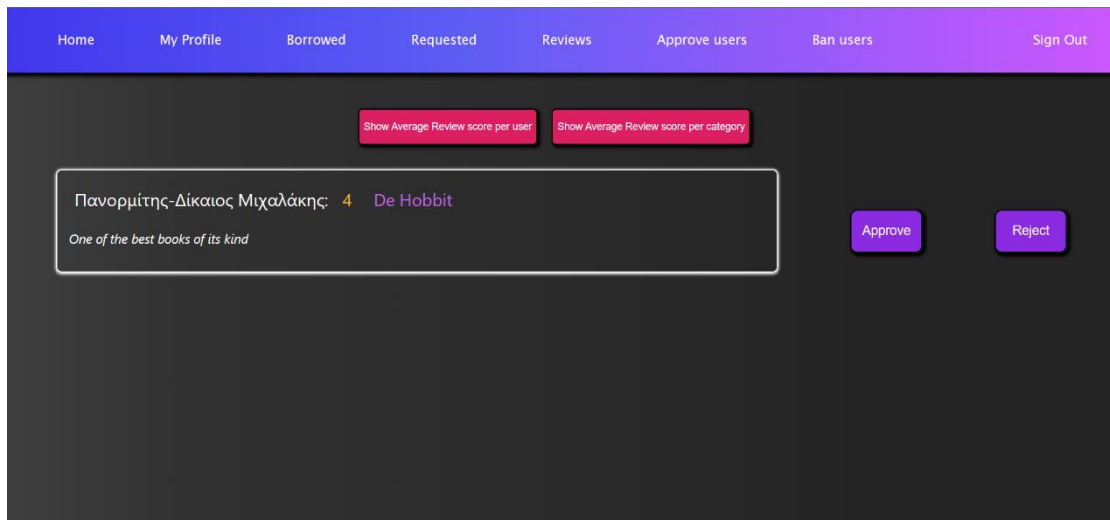 Home My Profile Borrowed Requested Reviews Approve users Ban users Sign Out
Show Average Review score per user Show Average Review score per category
Πανορμίτης-Δίκαιος Μιχαλάκης: 4 De Hobbit
One of the best books of its kind
Approve Reject